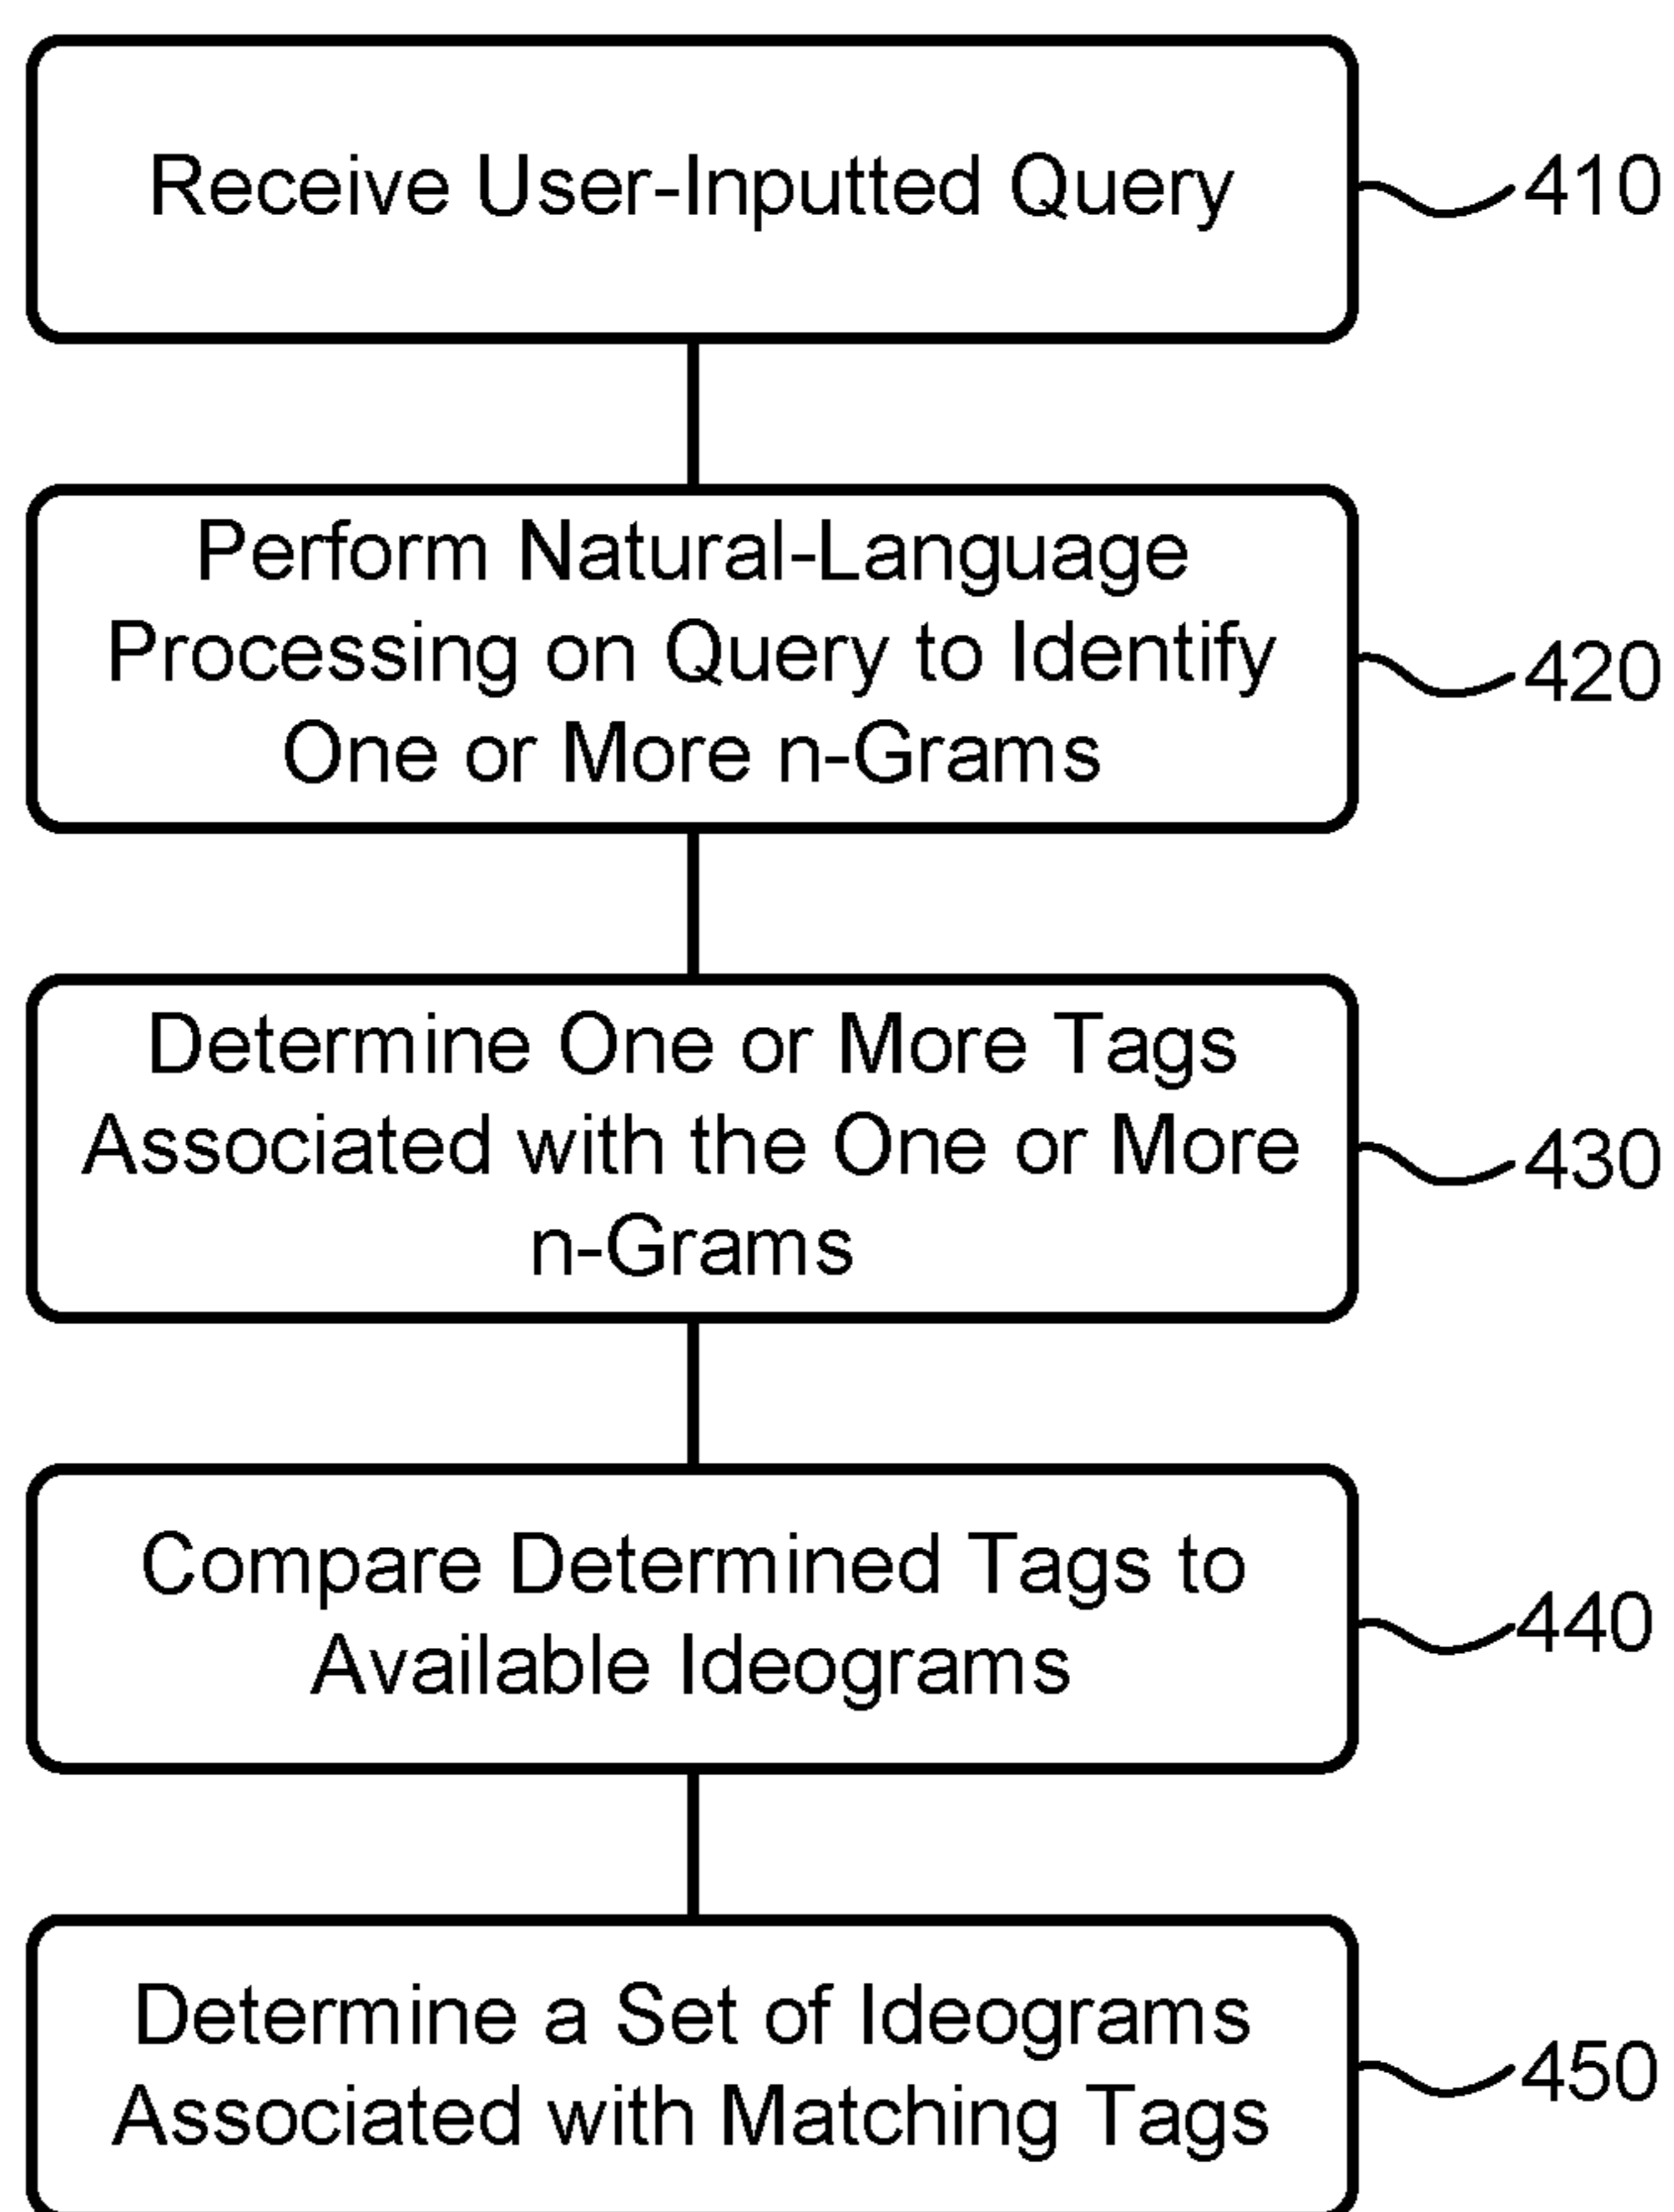 Receive User-Inputted Query
410
Perform Natural-Language
Processing on Query to Identify
One or More n-Grams
420
Determine One or More Tags
Associated with the One or More
n-Grams
430
Compare Determined Tags to
Available Ideograms
440
Determine a Set of Ideograms
Associated with Matching Tags
450